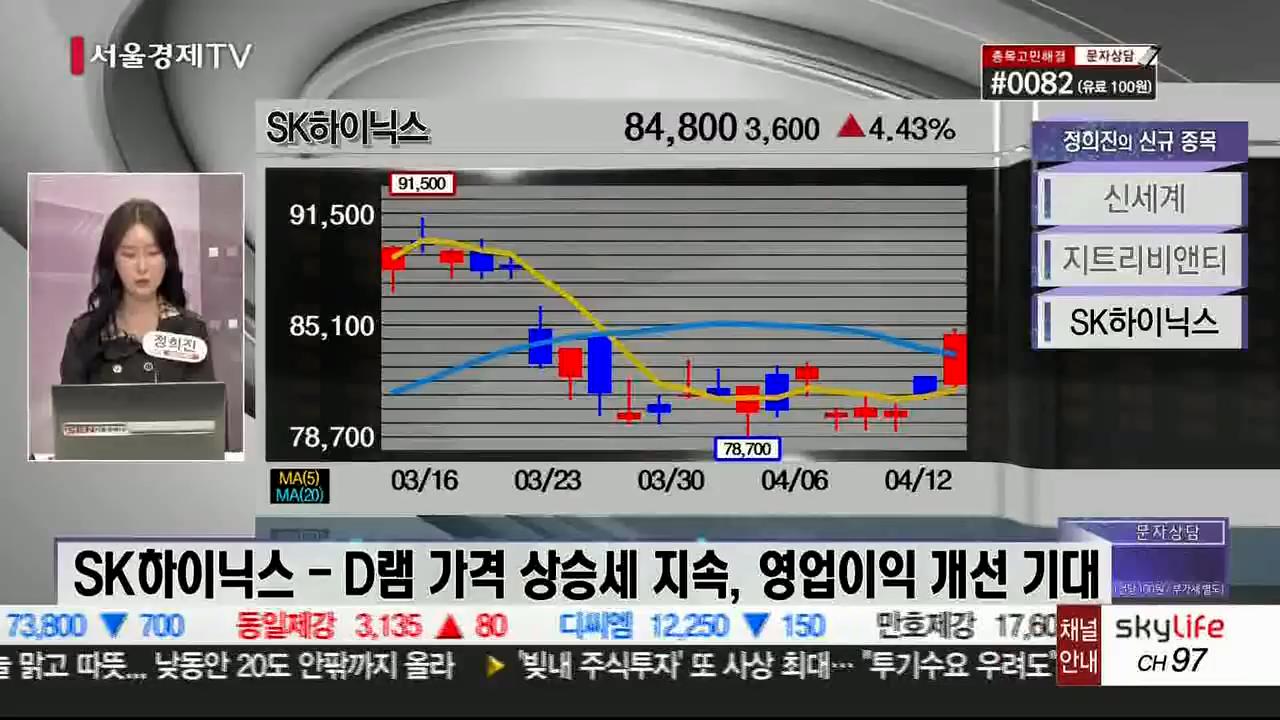 서울경제TV
종목고민해결 문자상담
#0082 (유료 100원)
SK하이닉스 84,800 3,600 ▲4.43%
정희진의 신규 종목
신세계
지트리비앤티
SK하이닉스
91,500
91,500
85,100
78,700
78,700
MA(5)
MA(20)
03/16 03/23 03/30 04/06 04/12
정희진
문자상담
SK하이닉스 - D램 가격 상승세 지속, 영업이익 개선 기대
73,800 ▼ 700 동일제강 3,135 ▲ 80 디씨엠 12,250 ▼ 150 만호제강 17,60
맑고 따뜻... 낮동안 20도 안팎까지 올라 ▶ '빚내 주식투자' 또 사상 최대… "투기수요 우려도"
채널안내
skylife
CH 97